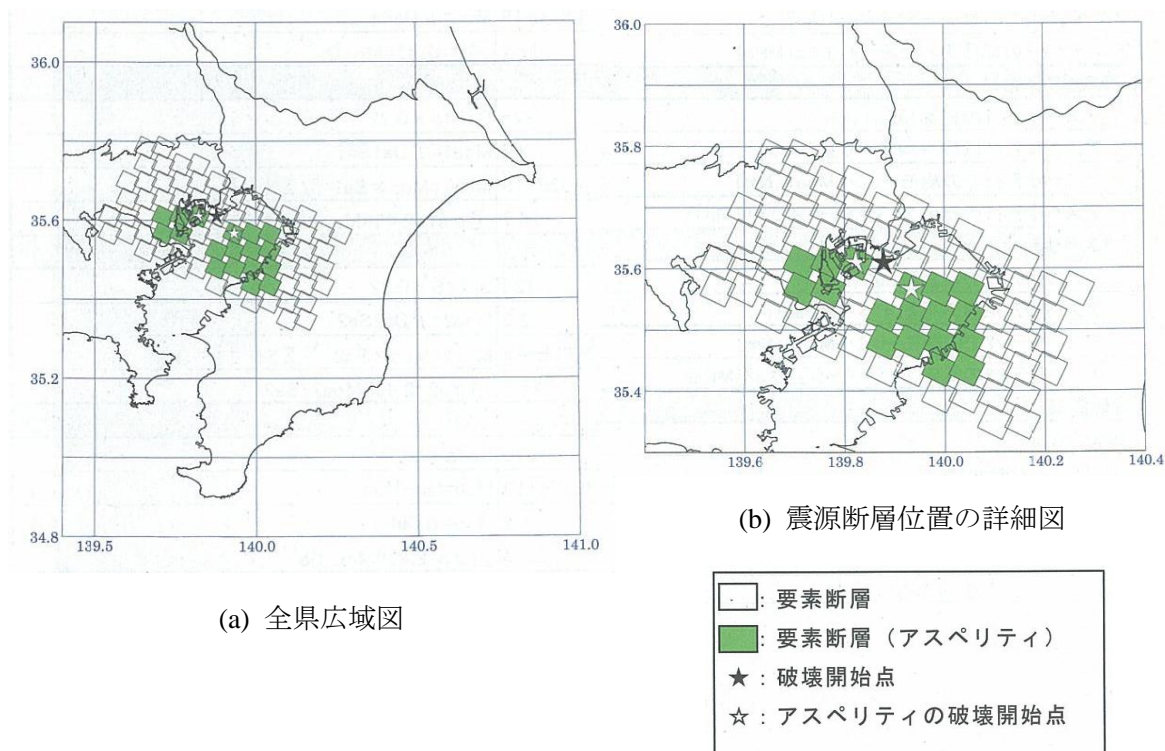 36.0
35.6
35.2
34.8
139.5 140.0 140.5 141.0
(a) 全県広域図
36.0
35.8
35.6
35.4
139.6 139.8 140.0 140.2 140.4
(b) 震源断層位置の詳細図
: 要素断層
: 要素断層（アスペリティ）
★ : 破壊開始点
☆ : アスペリティの破壊開始点